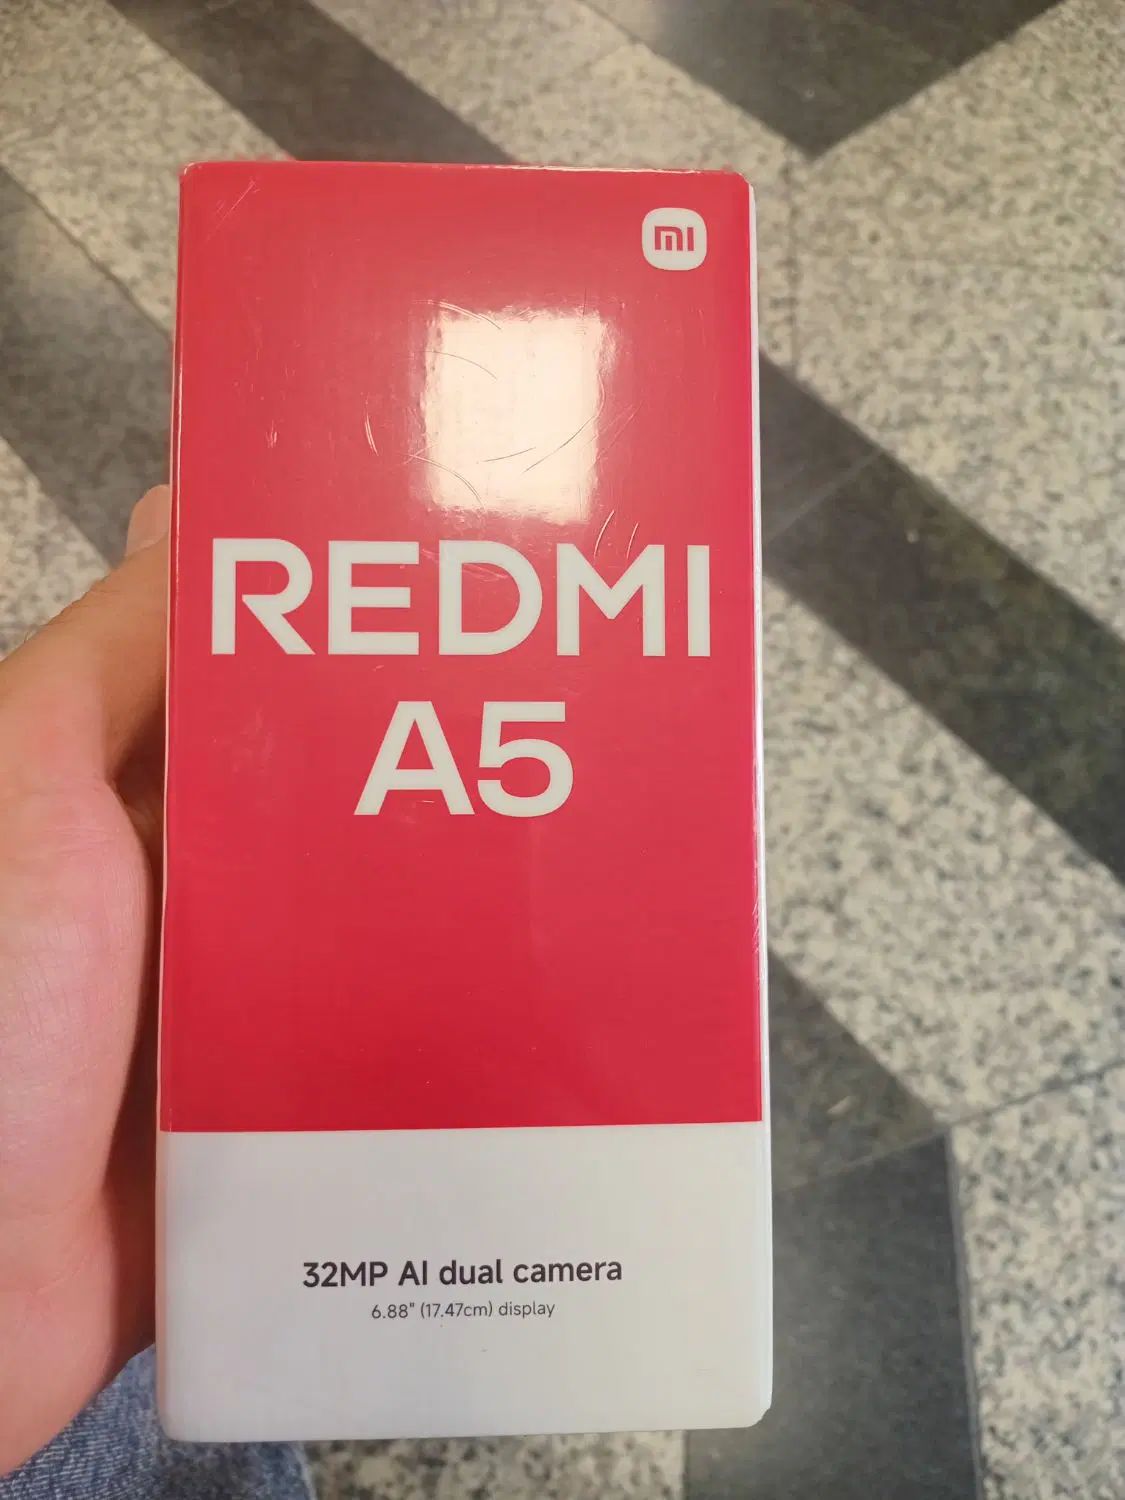 mi
REDMI
A5
32MP AI dual camera
6.88" (17.47cm) display